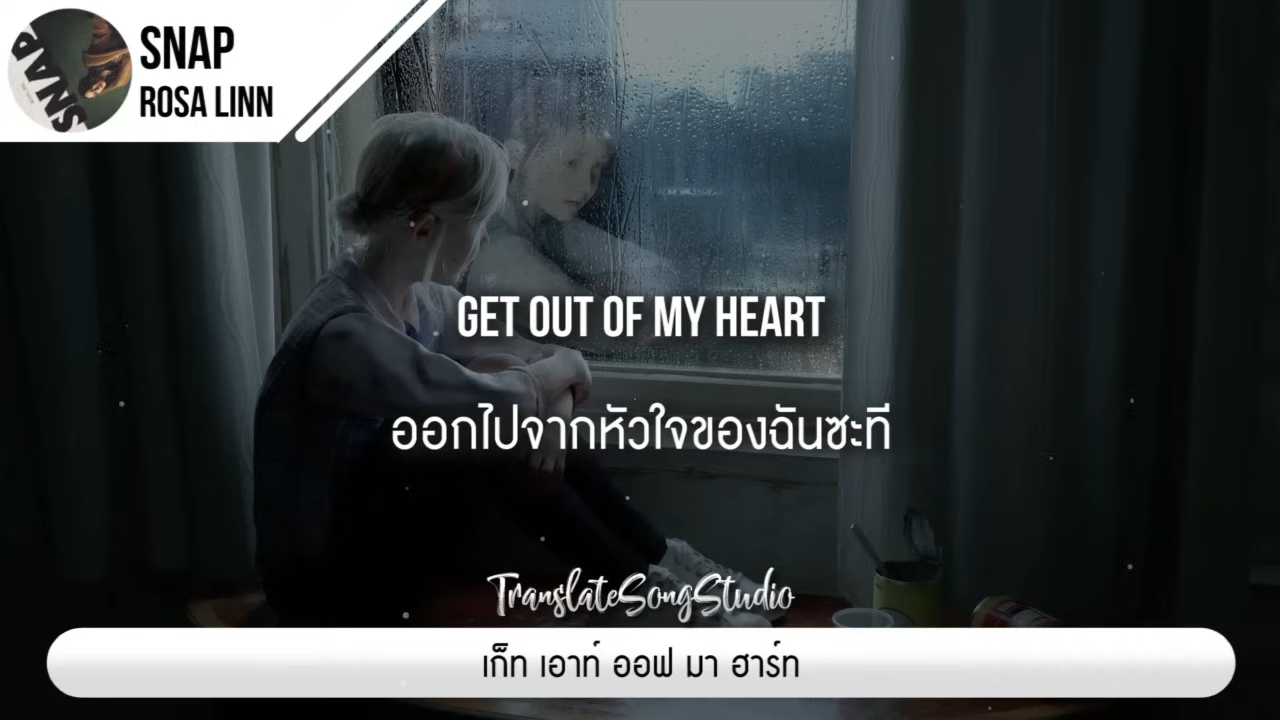 SNAP
ROSA LINN
SNAP
GET OUT OF MY HEART
ออกไปจากหัวใจของฉันซะที
TranslateSongStudio
เก็ท เอาท์ ออฟ มา ฮาร์ท